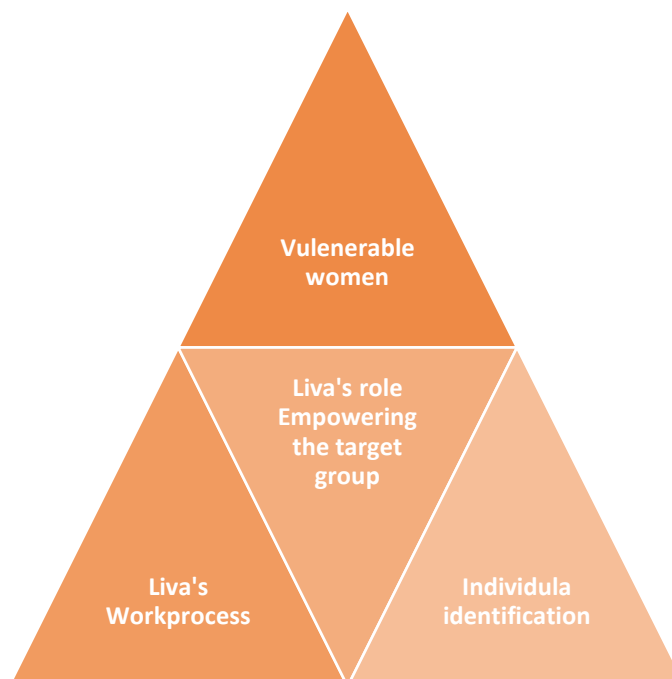 Vulenerable
women
Liva's role
Empowering
the target
group
Liva's
Workprocess
Individula
identification